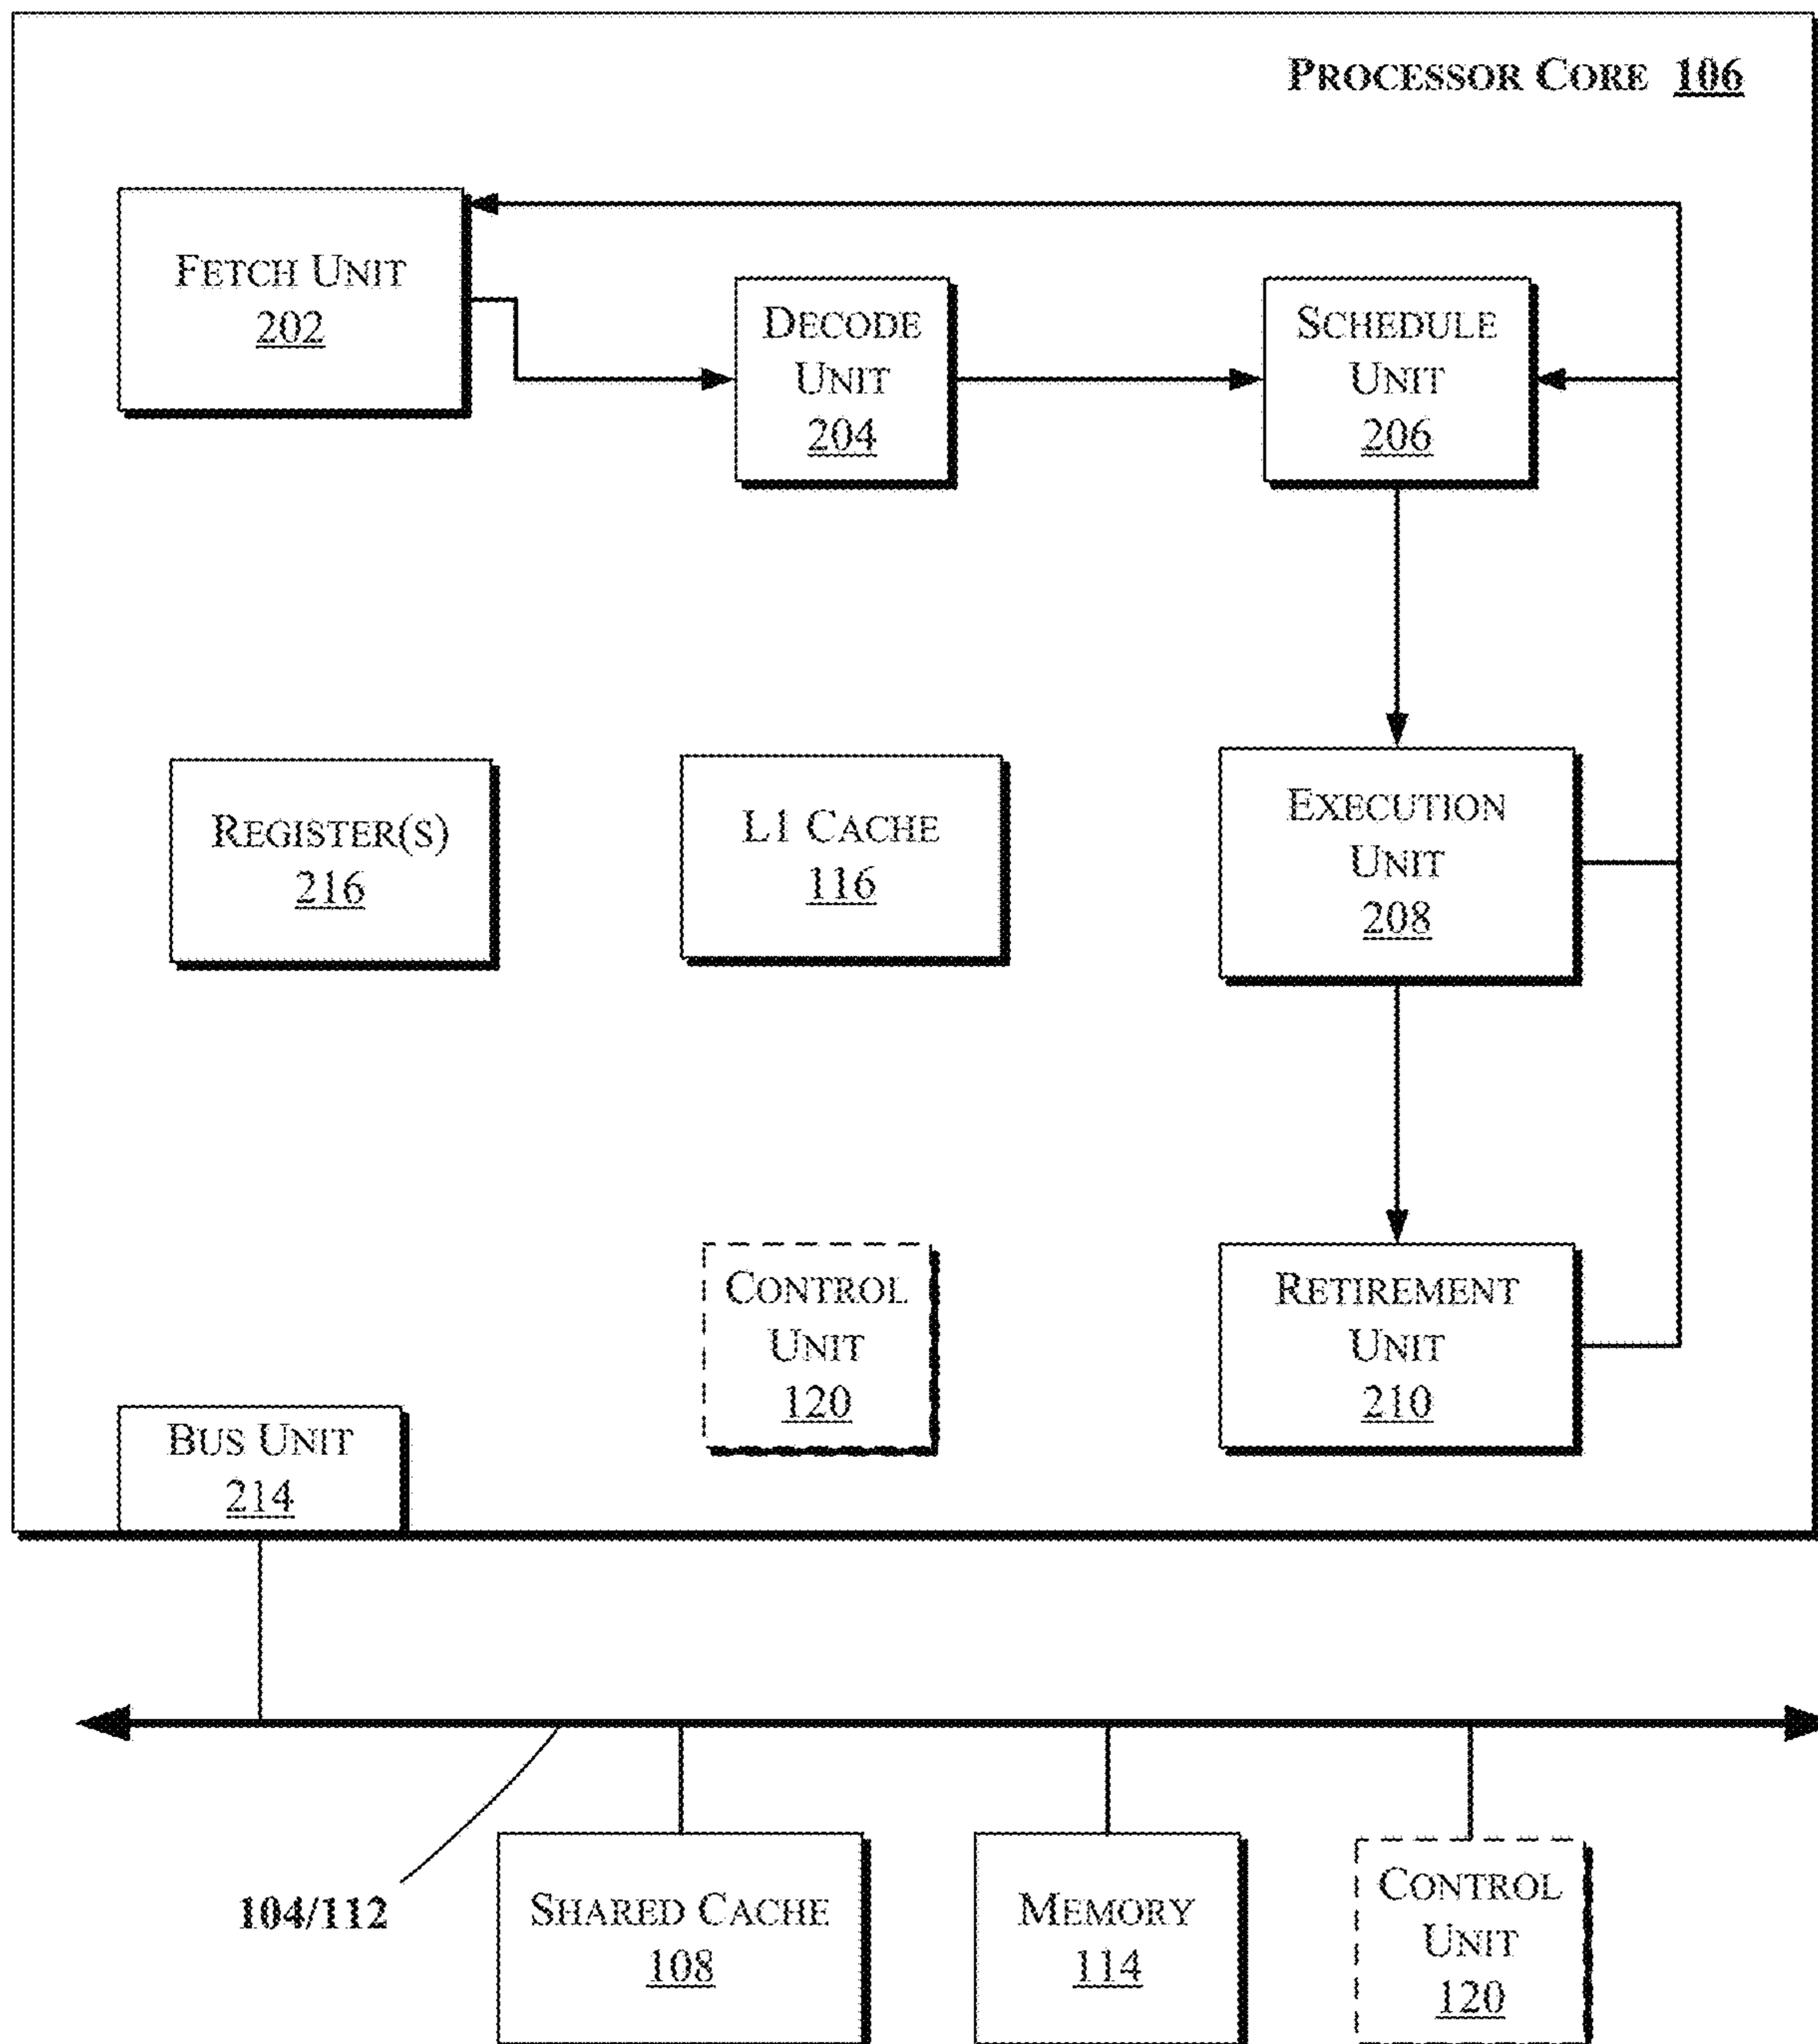 PROCESSOR CORE 106
FETCH UNIT
202
DECODE
UNIT
204
SCHEDULE
UNIT
206
REGISTER(S)
216
L1 CACHE
116
EXECUTION
UNIT
208
CONTROL
UNIT
120
RETIREMENT
UNIT
210
BUS UNIT
214
104/112
SHARED CACHE
108
MEMORY
114
CONTROL
UNIT
120